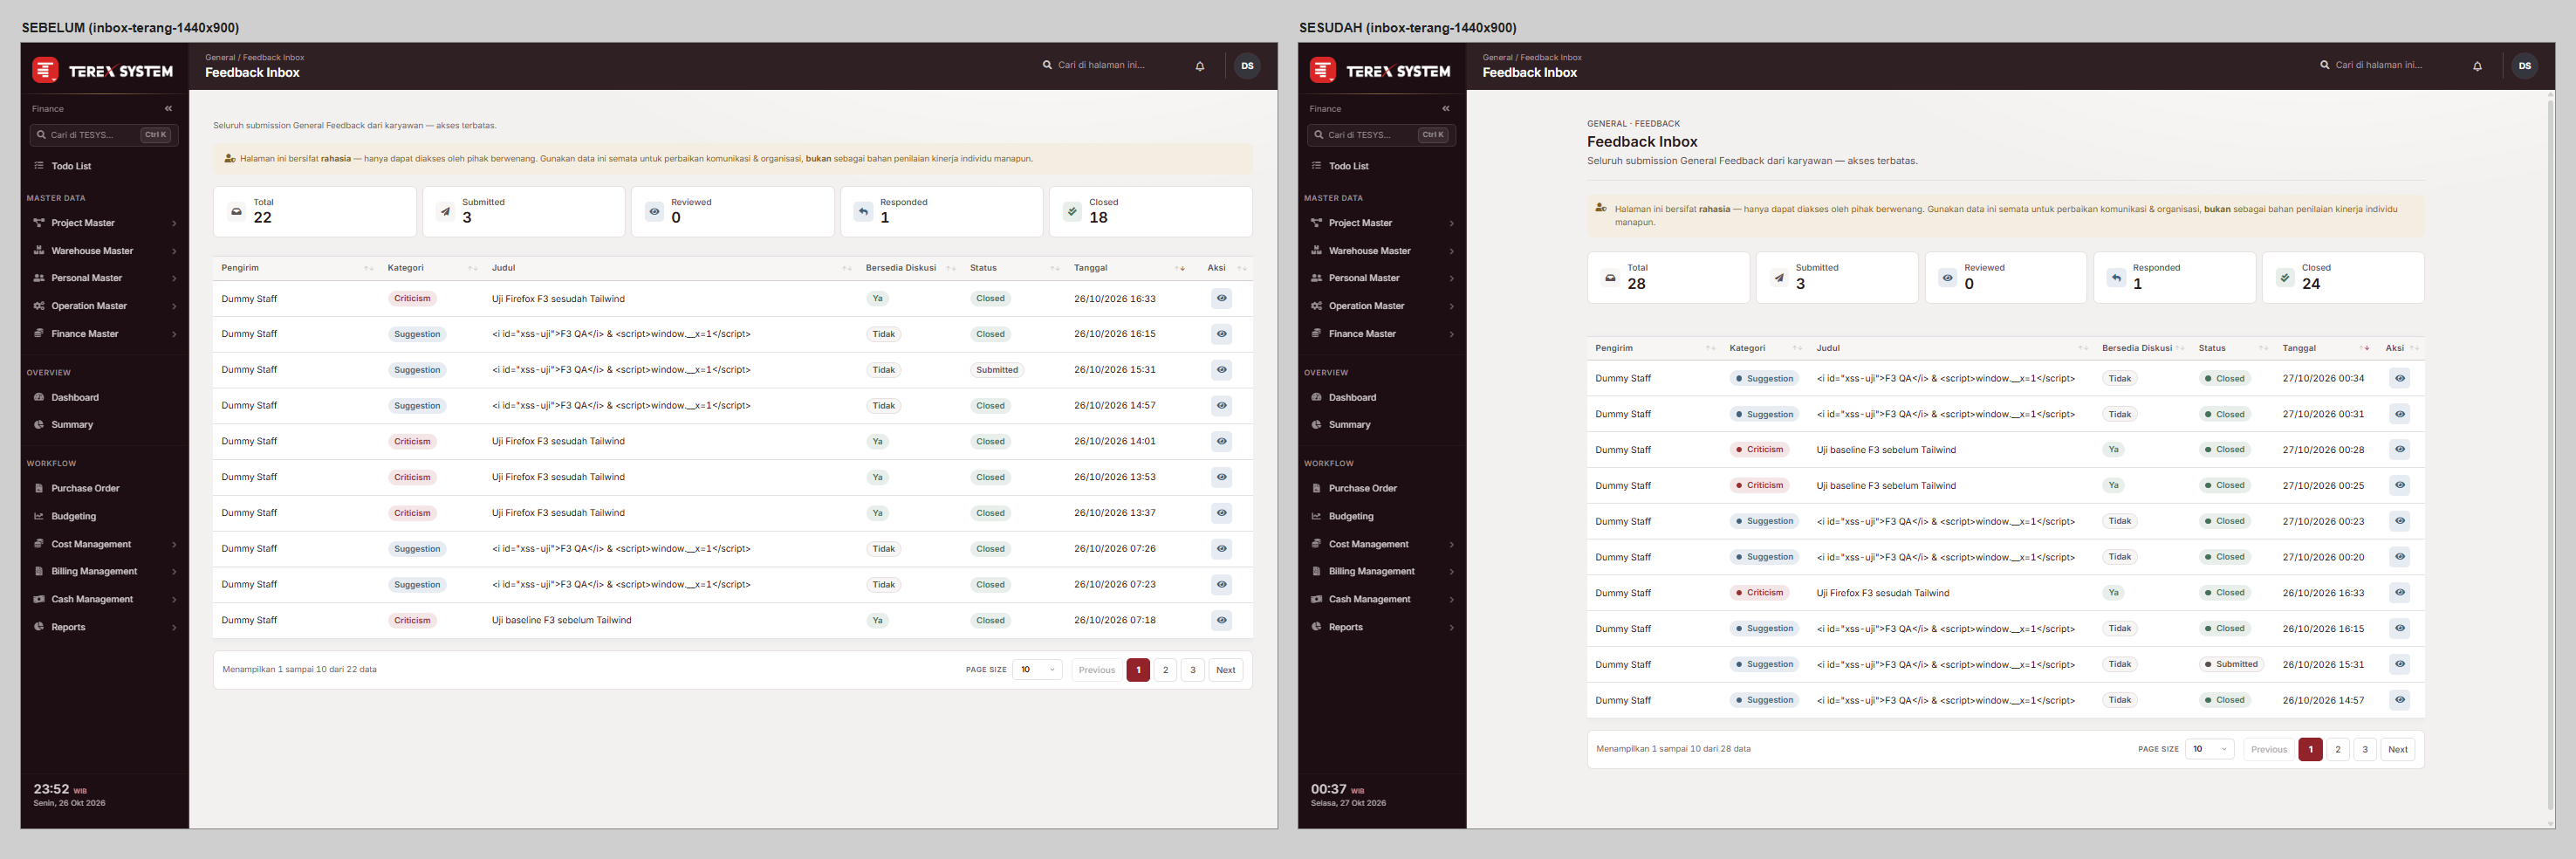 SEBELUM (inbox-terang-1440x900)
TEREX SYSTEM
General / Feedback Inbox
Feedback Inbox
Cari di halaman ini...
DS
Finance
Cari di TESYS...
Ctrl K
Todo List
MASTER DATA
Project Master
Warehouse Master
Personal Master
Operation Master
Finance Master
OVERVIEW
Dashboard
Summary
WORKFLOW
Purchase Order
Budgeting
Cost Management
Billing Management
Cash Management
Reports
23:52 WIB
Senin, 26 Okt 2026
Seluruh submission General Feedback dari karyawan — akses terbatas.
Halaman ini bersifat rahasia — hanya dapat diakses oleh pihak berwenang. Gunakan data ini semata untuk perbaikan komunikasi & organisasi, bukan sebagai bahan penilaian kinerja individu manapun.
Total
22
Submitted
3
Reviewed
0
Responded
1
Closed
18
Pengirim Kategori Judul Bersedia Diskusi Status Tanggal Aksi
Dummy Staff Criticism Uji Firefox F3 sesudah Tailwind Ya Closed 26/10/2026 16:33
Dummy Staff Suggestion <i id="xss-uji">F3 QA</i> & <script>window.__x=1</script> Tidak Closed 26/10/2026 16:15
Dummy Staff Suggestion <i id="xss-uji">F3 QA</i> & <script>window.__x=1</script> Tidak Submitted 26/10/2026 15:31
Dummy Staff Suggestion <i id="xss-uji">F3 QA</i> & <script>window.__x=1</script> Tidak Closed 26/10/2026 14:57
Dummy Staff Criticism Uji Firefox F3 sesudah Tailwind Ya Closed 26/10/2026 14:01
Dummy Staff Criticism Uji Firefox F3 sesudah Tailwind Ya Closed 26/10/2026 13:53
Dummy Staff Criticism Uji Firefox F3 sesudah Tailwind Ya Closed 26/10/2026 13:37
Dummy Staff Suggestion <i id="xss-uji">F3 QA</i> & <script>window.__x=1</script> Tidak Closed 26/10/2026 07:26
Dummy Staff Suggestion <i id="xss-uji">F3 QA</i> & <script>window.__x=1</script> Tidak Closed 26/10/2026 07:23
Dummy Staff Criticism Uji baseline F3 sebelum Tailwind Ya Closed 26/10/2026 07:18
Menampilkan 1 sampai 10 dari 22 data
PAGE SIZE 10 Previous 1 2 3 Next
SESUDAH (inbox-terang-1440x900)
TEREX SYSTEM
General / Feedback Inbox
Feedback Inbox
Cari di halaman ini...
DS
Finance
Cari di TESYS...
Ctrl K
Todo List
MASTER DATA
Project Master
Warehouse Master
Personal Master
Operation Master
Finance Master
OVERVIEW
Dashboard
Summary
WORKFLOW
Purchase Order
Budgeting
Cost Management
Billing Management
Cash Management
Reports
00:37 WIB
Selasa, 27 Okt 2026
GENERAL · FEEDBACK
Feedback Inbox
Seluruh submission General Feedback dari karyawan — akses terbatas.
Halaman ini bersifat rahasia — hanya dapat diakses oleh pihak berwenang. Gunakan data ini semata untuk perbaikan komunikasi & organisasi, bukan sebagai bahan penilaian kinerja individu
manapun.
Total
28
Submitted
3
Reviewed
0
Responded
1
Closed
24
Pengirim Kategori Judul Bersedia Diskusi Status Tanggal Aksi
Dummy Staff Suggestion <i id="xss-uji">F3 QA</i> & <script>window.__x=1</script> Tidak Closed 27/10/2026 00:34
Dummy Staff Suggestion <i id="xss-uji">F3 QA</i> & <script>window.__x=1</script> Tidak Closed 27/10/2026 00:31
Dummy Staff Criticism Uji baseline F3 sebelum Tailwind Ya Closed 27/10/2026 00:28
Dummy Staff Criticism Uji baseline F3 sebelum Tailwind Ya Closed 27/10/2026 00:25
Dummy Staff Suggestion <i id="xss-uji">F3 QA</i> & <script>window.__x=1</script> Tidak Closed 27/10/2026 00:23
Dummy Staff Suggestion <i id="xss-uji">F3 QA</i> & <script>window.__x=1</script> Tidak Closed 27/10/2026 00:20
Dummy Staff Criticism Uji Firefox F3 sesudah Tailwind Ya Closed 26/10/2026 16:33
Dummy Staff Suggestion <i id="xss-uji">F3 QA</i> & <script>window.__x=1</script> Tidak Closed 26/10/2026 16:15
Dummy Staff Suggestion <i id="xss-uji">F3 QA</i> & <script>window.__x=1</script> Tidak Submitted 26/10/2026 15:31
Dummy Staff Suggestion <i id="xss-uji">F3 QA</i> & <script>window.__x=1</script> Tidak Closed 26/10/2026 14:57
Menampilkan 1 sampai 10 dari 28 data
PAGE SIZE 10 Previous 1 2 3 Next